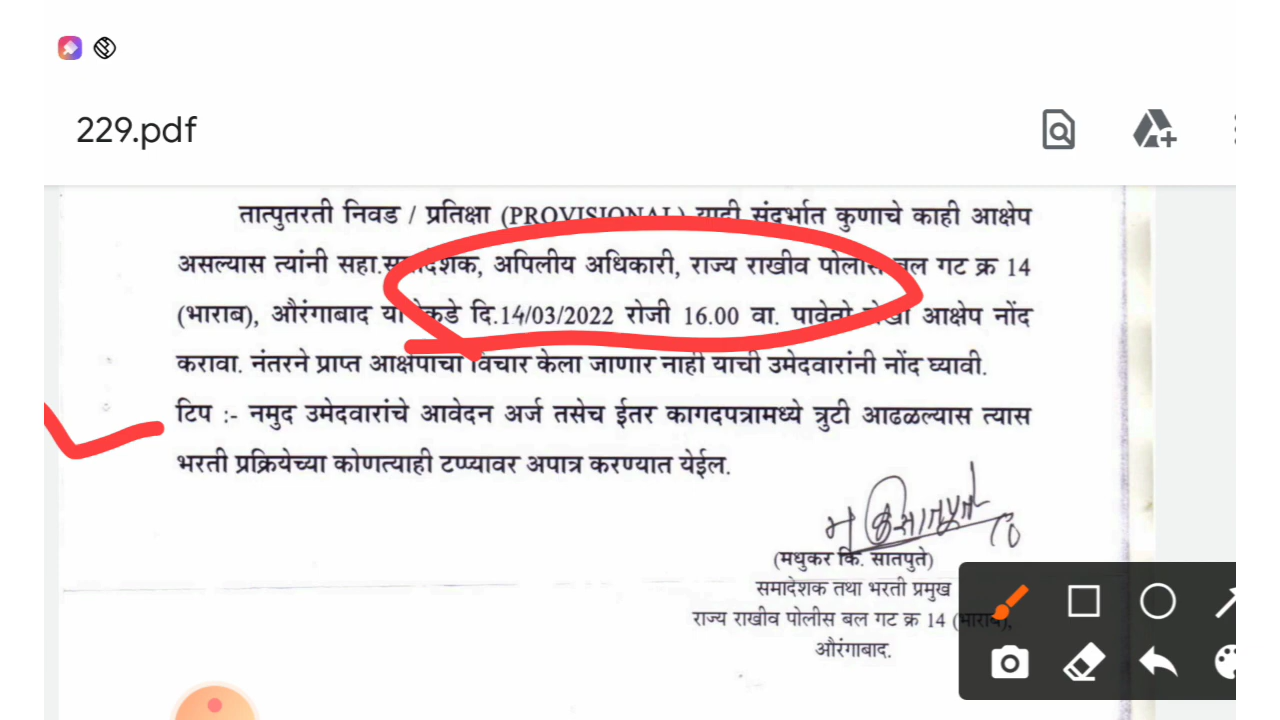 229.pdf
तात्पुतरती निवड / प्रतिक्षा (PROVISIONAL) यादी संदर्भात कुणाचे काही आक्षेप
असल्यास त्यांनी सहा.समादेशक, अपिलीय अधिकारी, राज्य राखीव पोलीस बल गट क्र 14
(भाराब), औरंगाबाद यांचेकडे दि.14/03/2022 रोजी 16.00 वा. पावेतो लेखी आक्षेप नोंद
करावा. नंतरने प्राप्त आक्षेपाचा विचार केला जाणार नाही याची उमेदवारांनी नोंद घ्यावी.
टिप :- नमुद उमेदवारांचे आवेदन अर्ज तसेच ईतर कागदपत्रामध्ये त्रुटी आढळल्यास त्यास
भरती प्रक्रियेच्या कोणत्याही टप्प्यावर अपात्र करण्यात येईल.
(मधुकर कि. सातपुते)
समादेशक तथा भरती प्रमुख
राज्य राखीव पोलीस बल गट क्र 14 (भाराब),
औरंगाबाद.